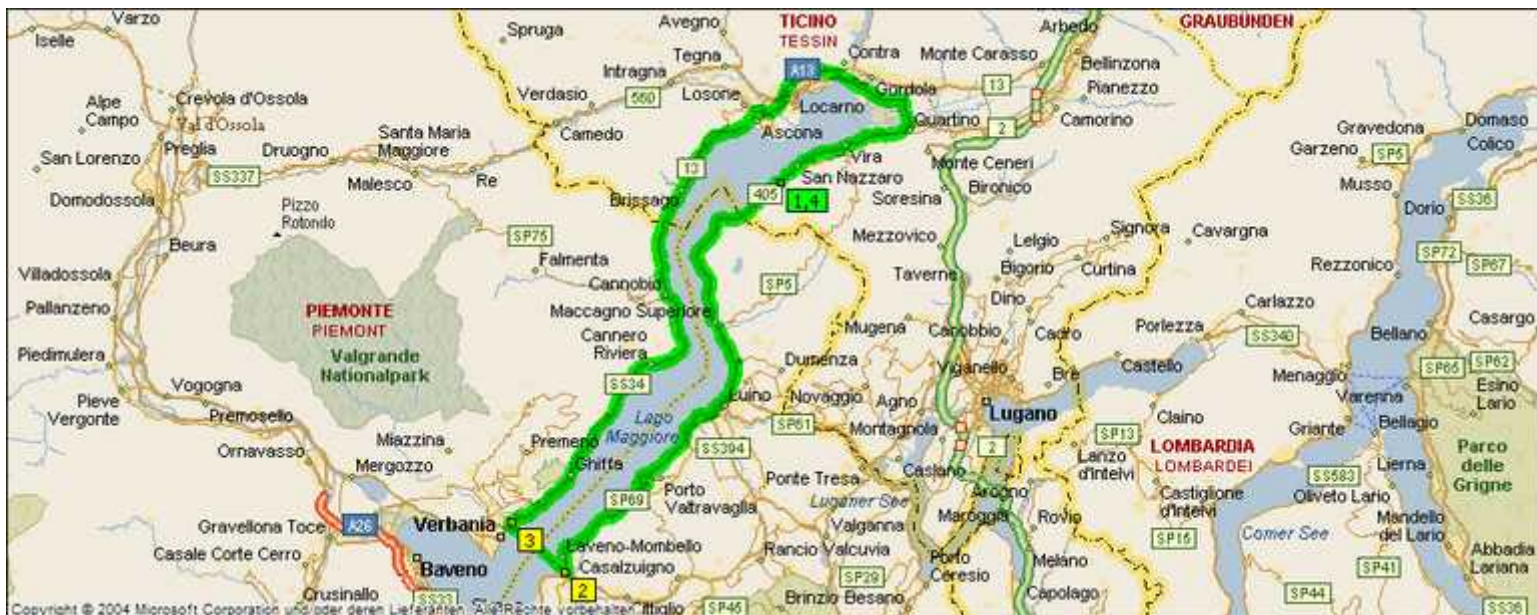 Varzo
Iselle
Spruga
Avegno
TICINO
TESSIN
Contra
Monte Carasso
Arbedo
GRAUBÜNDEN
Tegna
Intragna
A13
Bellinzona
Alpe
Campo
Crevola d'Ossola
Val d'Ossola
Verdasio
560
Losone
Locarno
Gordola
13
Pianezzo
Camorino
San Lorenzo
Preglia
Druogno
Santa Maria
Maggiore
Camedo
Ascona
Quartino
2
Gravedona
Domaso
Garzeno
SP5
Colico
SS337
Domodossola
Malesco
Re
13
Vira
San Nazzaro
Monte Ceneri
Bironico
Musso
Pizzo
Rotondo
Brissago
405
1,4
Soresina
Dorio
SS36
Beura
SP75
Mezzovico
Signora
Cavargna
Lelgio
Villadossola
Falmenta
Bigorio
Curtina
SP72
SP67
Cannobio
SP5
Taverne
Rezzonico
Pallanzeno
PIEMONTE
PIEMONT
Maccagno Superiore
Dino
Carlazzo
Mugena
Canobbio
Cadro
Porlezza
Casargo
Valgrande
Nationalpark
Cannero
Riviera
SS340
Bellano
Piedimulera
Dumenza
Viganello
Castello
SP62
Vogogna
SS34
Brè
Menaggio
SP65
Pieve
Vergonte
Premosello
Luino
Novaggio
Agno
Lugano
Claino
Varenna
Esino
Lario
Lago
Maggiore
SP61
Montagnola
Bellagio
Miazzina
Premeno
SS394
2
SP13
LOMBARDIA
LOMBARDEI
Griante
Ornavasso
Mergozzo
Ghiffa
Ponte Tresa
Caslano
Lanzo
d'Intelvi
Parco
delle
Grigne
SP69
Porto
Valtravaglia
Luganer See
Arogno
Castiglione
d'Intelvi
SS583
Lierna
Oliveto Lario
Gravellona Toce
A26
Verbania
3
Valganna
Maroggia
Rovio
Comer See
Mandello
del Lario
Casale Corte Cerro
Baveno
Laveno-Mombello
Casalzuigno
Rancio Valcuvia
Porto
Ceresio
Melano
SP15
Abbadia
Lariana
Crusinallo
SS33
2
SP29
SP41
Brinzio Besano
Capolago
SP44
Cittiglio
SP45
SS36
Copyright © 2004 Microsoft Corporation und/oder deren Lieferanten. Alle Rechte vorbehalten.